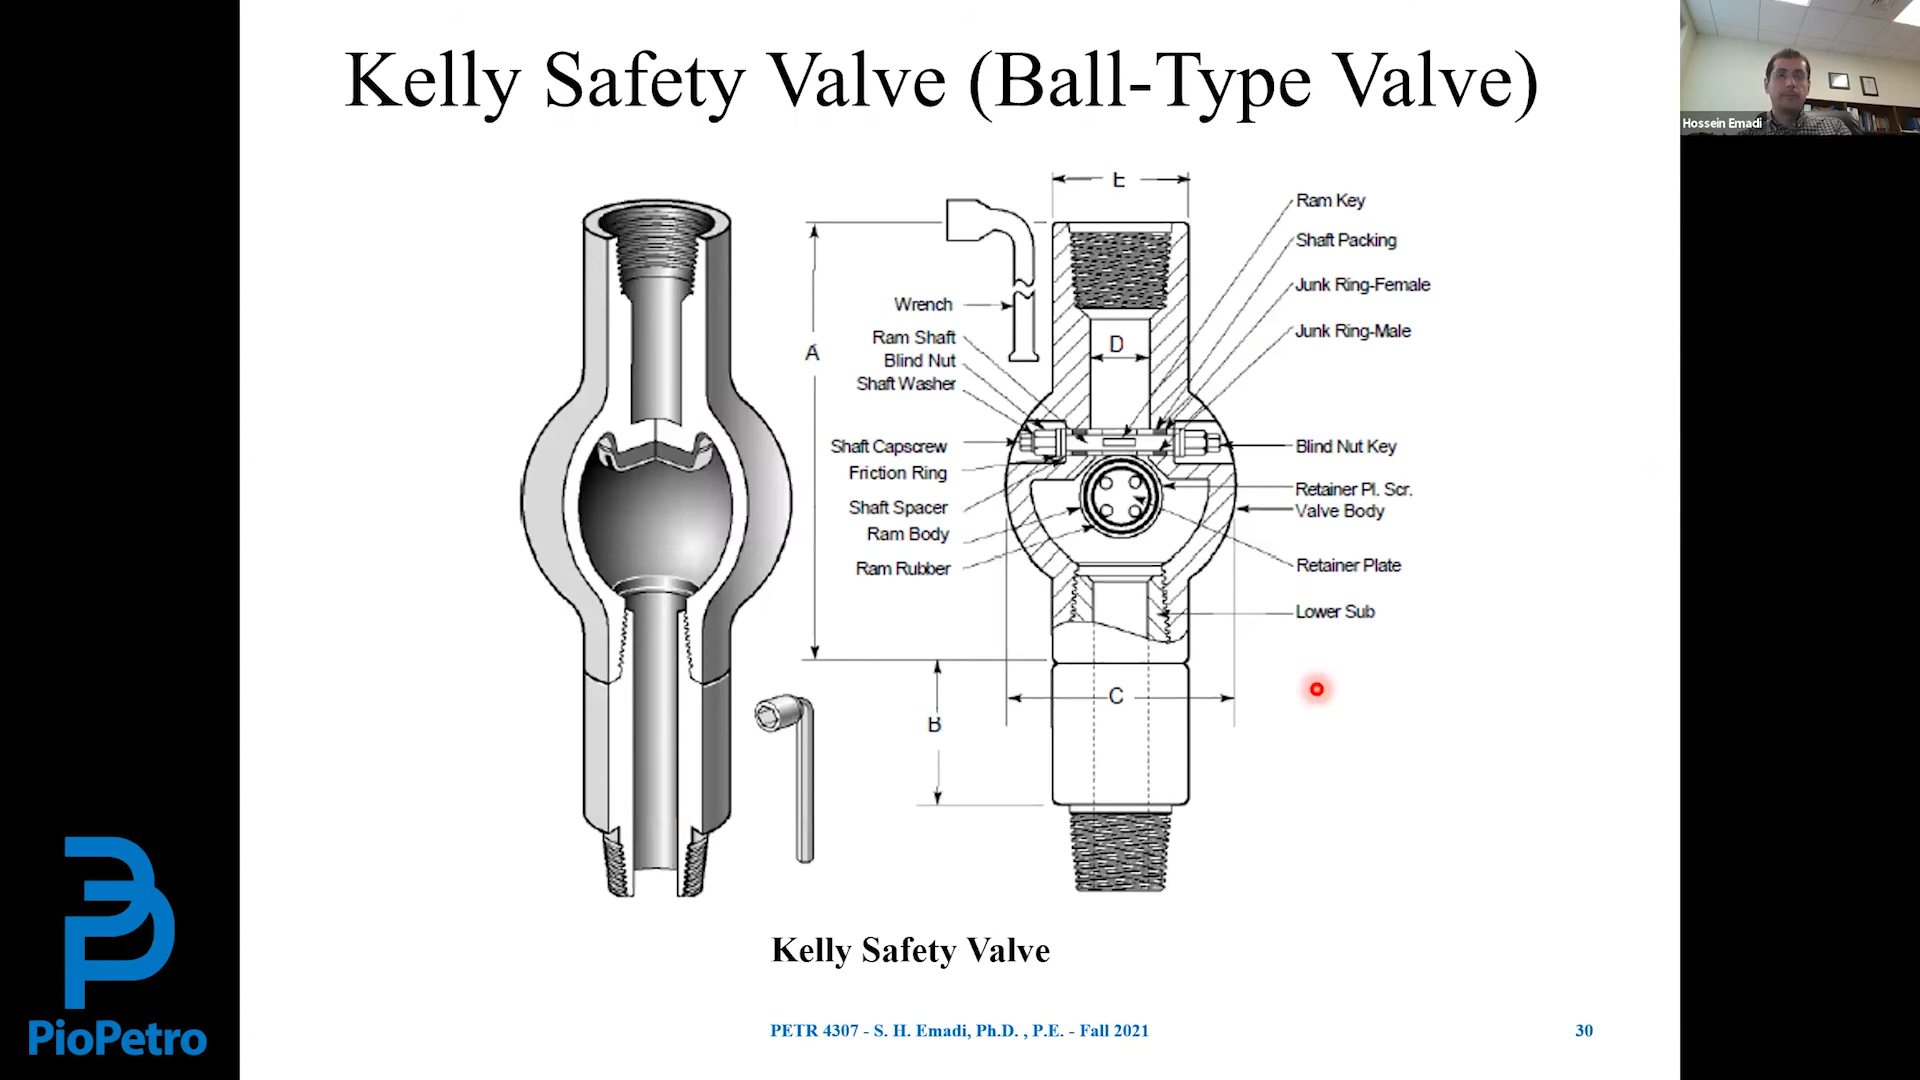 Kelly Safety Valve (Ball-Type Valve)
Hossein Emadi
E
Ram Key
Shaft Packing
Junk Ring-Female
Junk Ring-Male
Wrench
Ram Shaft
Blind Nut
Shaft Washer
A
D
Shaft Capscrew
Friction Ring
Shaft Spacer
Ram Body
Ram Rubber
Blind Nut Key
Retainer Pl. Scr.
Valve Body
Retainer Plate
Lower Sub
C
B
Kelly Safety Valve
PioPetro
PETR 4307 - S. H. Emadi, Ph.D. , P.E. - Fall 2021
30